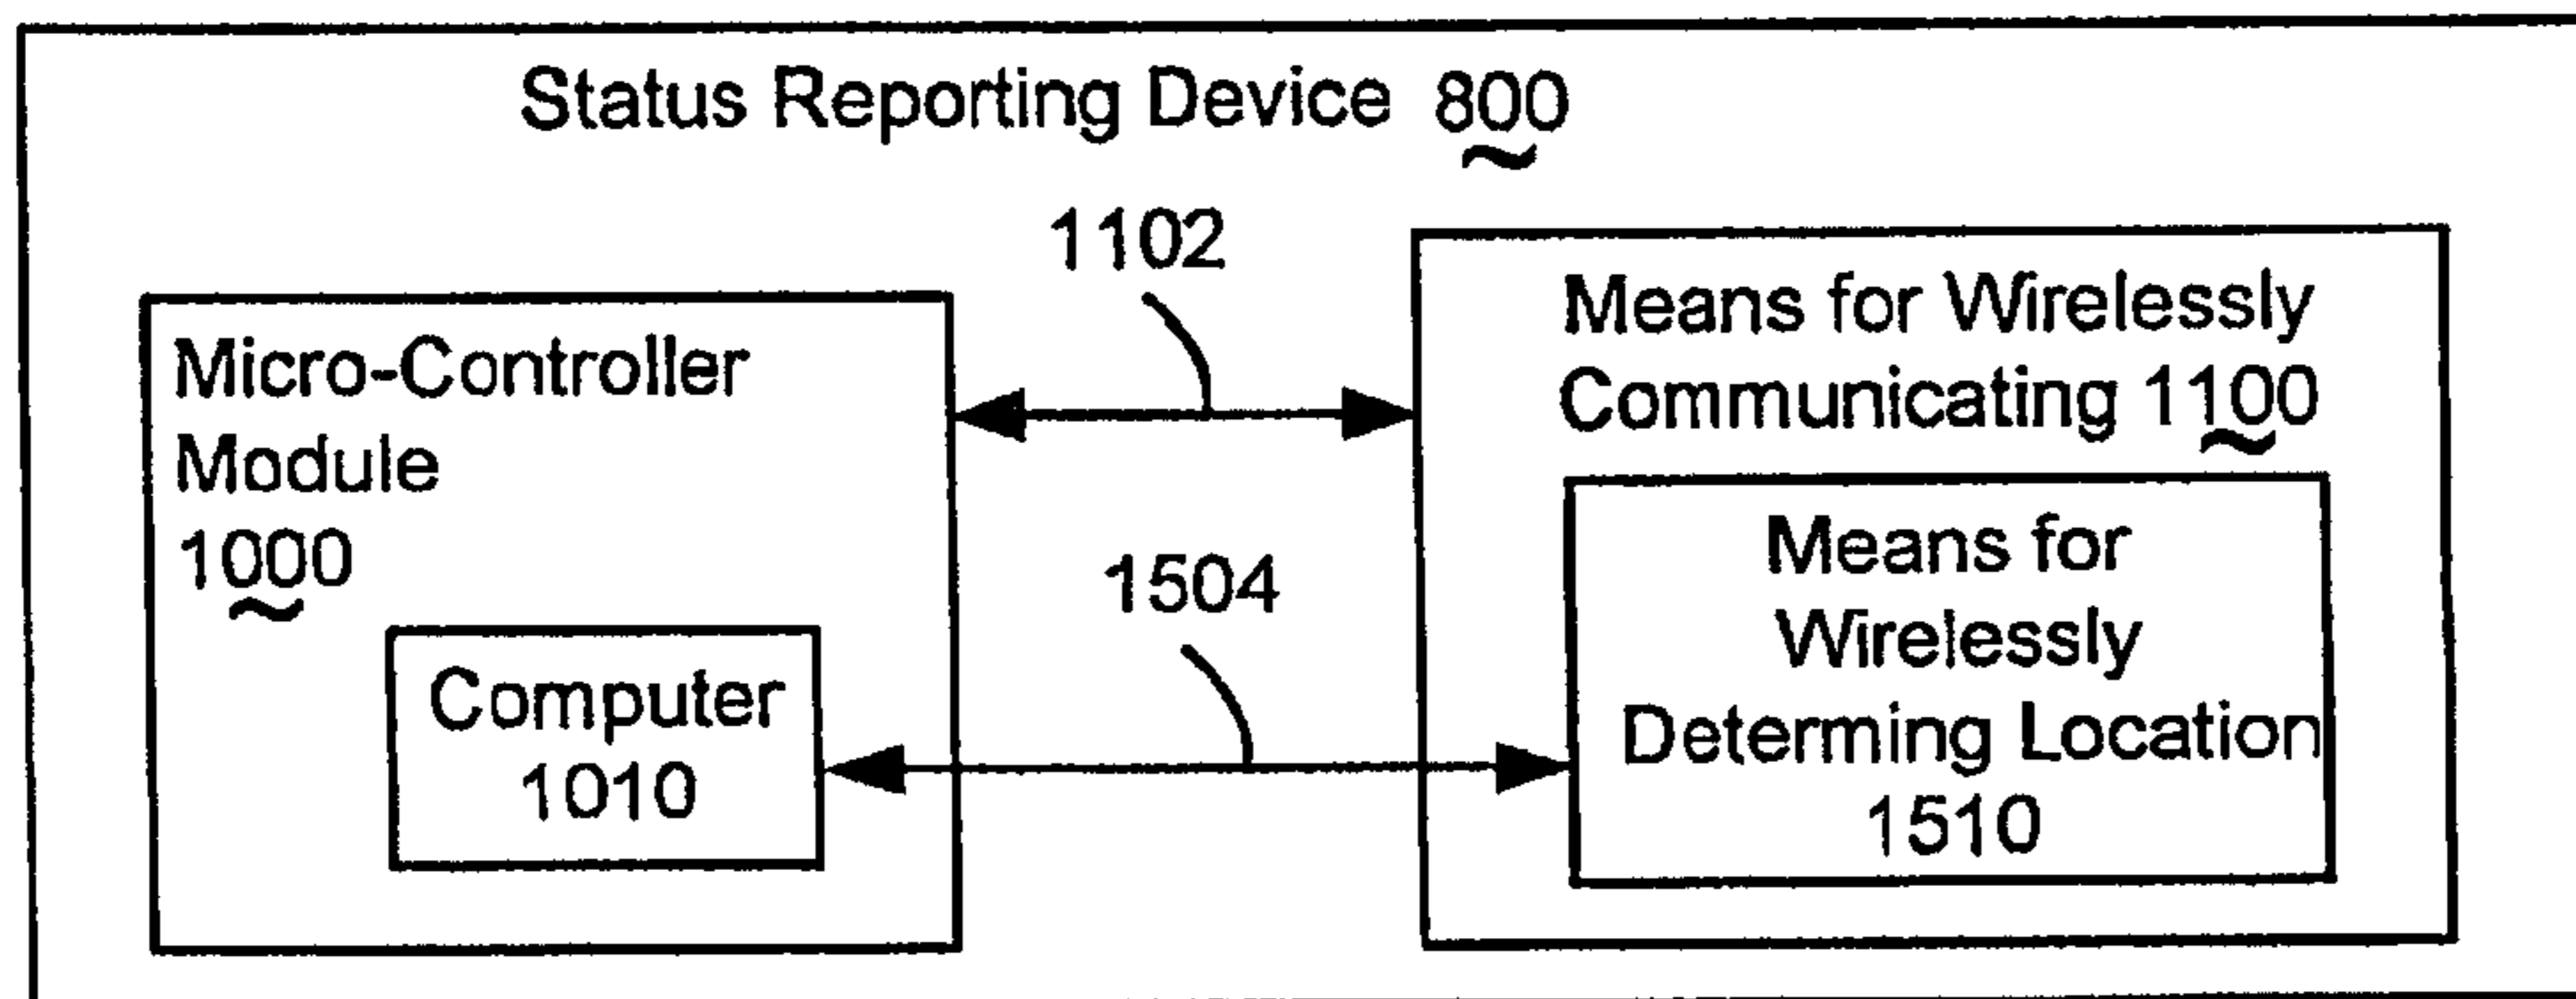 Status Reporting Device 800
1102
Micro-Controller
Module
1000
Computer
1010
1504
Means for Wirelessly
Communicating 1100
Means for
Wirelessly
Determing Location
1510